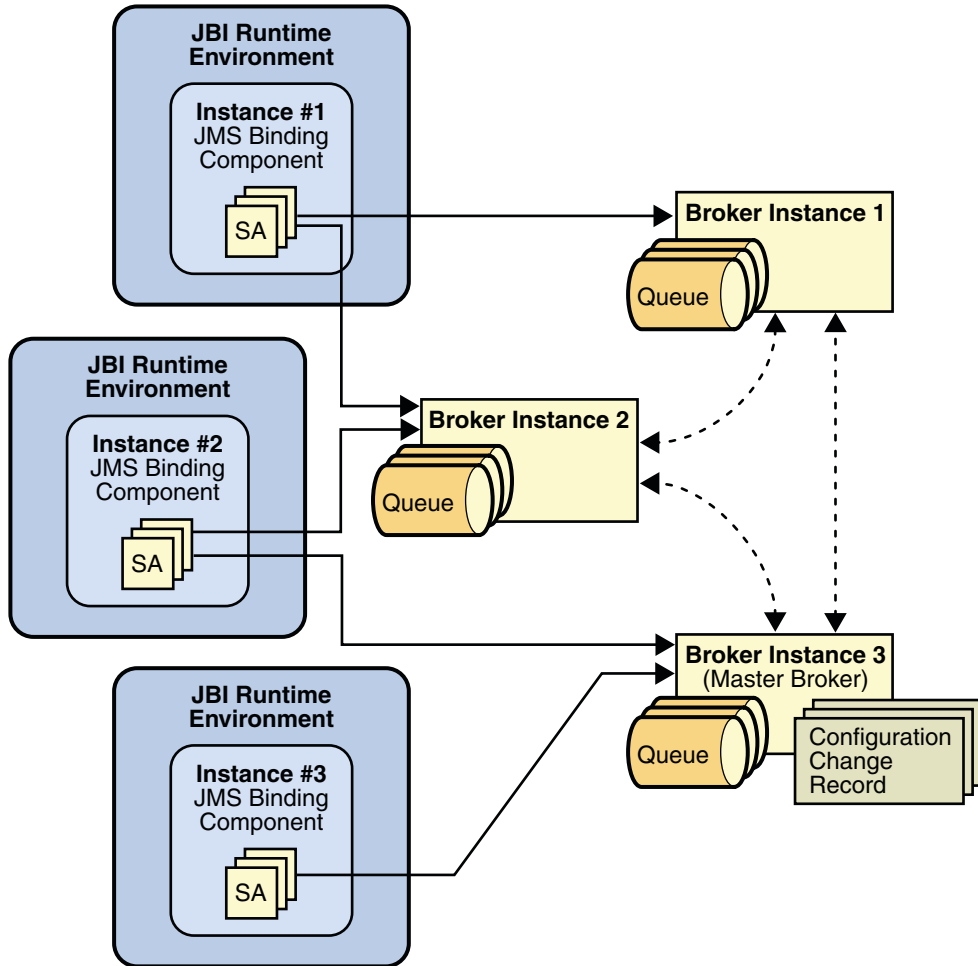 JBI Runtime
Environment
Instance #1
JMS Binding
Component
SA
Broker Instance 1
Queue
JBI Runtime
Environment
Instance #2
JMS Binding
Component
SA
Broker Instance 2
Queue
JBI Runtime
Environment
Instance #3
JMS Binding
Component
SA
Broker Instance 3
(Master Broker)
Queue
Configuration
Change
Record